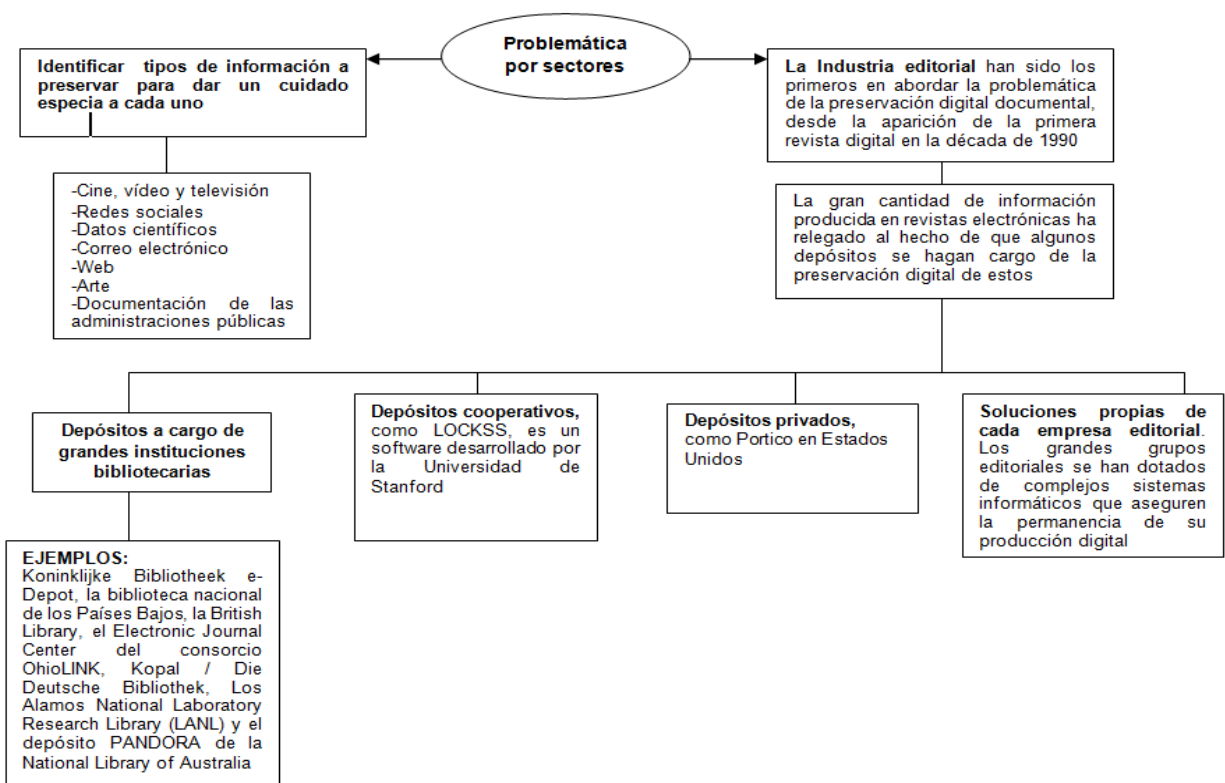 Problemática
por sectores
Identificar tipos de información a
preservar para dar un cuidado
especia a cada uno
-Cine, vídeo y televisión
-Redes sociales
-Datos científicos
-Correo electrónico
-Web
-Arte
-Documentación de las
administraciones públicas
La Industria editorial han sido los
primeros en abordar la problemática
de la preservación digital documental,
desde la aparición de la primera
revista digital en la década de 1990
La gran cantidad de información
producida en revistas electrónicas ha
relegado al hecho de que algunos
depósitos se hagan cargo de la
preservación digital de estos
Depósitos a cargo de
grandes instituciones
bibliotecarias
EJEMPLOS:
Koninklijke Bibliotheek e-
Depot, la biblioteca nacional
de los Países Bajos, la British
Library, el Electronic Journal
Center del consorcio
OhioLINK, Kopal / Die
Deutsche Bibliothek, Los
Alamos National Laboratory
Research Library (LANL) y el
depósito PANDORA de la
National Library of Australia
Depósitos cooperativos,
como LOCKSS, es un
software desarrollado por
la Universidad de
Stanford
Depósitos privados,
como Portico en Estados
Unidos
Soluciones propias de
cada empresa editorial.
Los grandes grupos
editoriales se han dotados
de complejos sistemas
informáticos que aseguren
la permanencia de su
producción digital